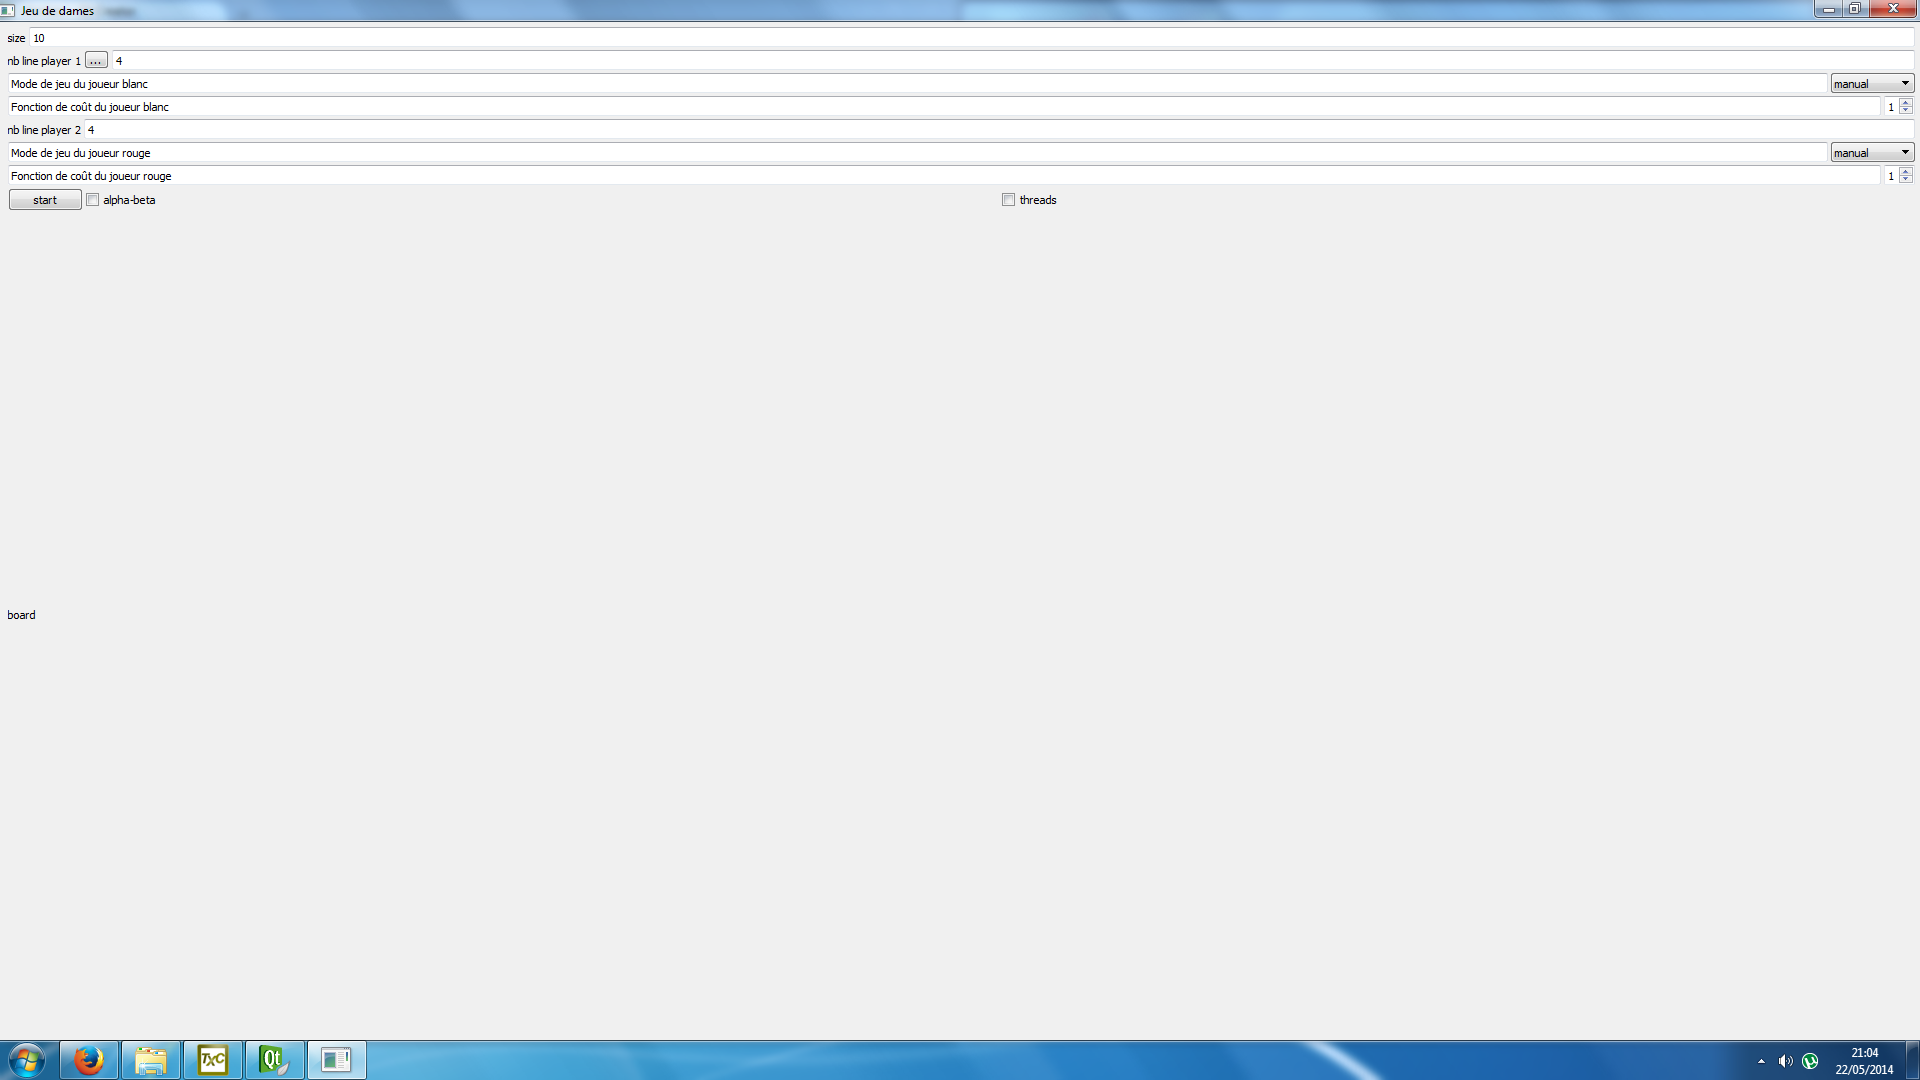 Jeu de dames
size 10
nb line player 1 ... 4
Mode de jeu du joueur blanc manual
Fonction de coût du joueur blanc 1
nb line player 2 4
Mode de jeu du joueur rouge manual
Fonction de coût du joueur rouge 1
start alpha-beta threads
board
TXC Qt
21:04
22/05/2014